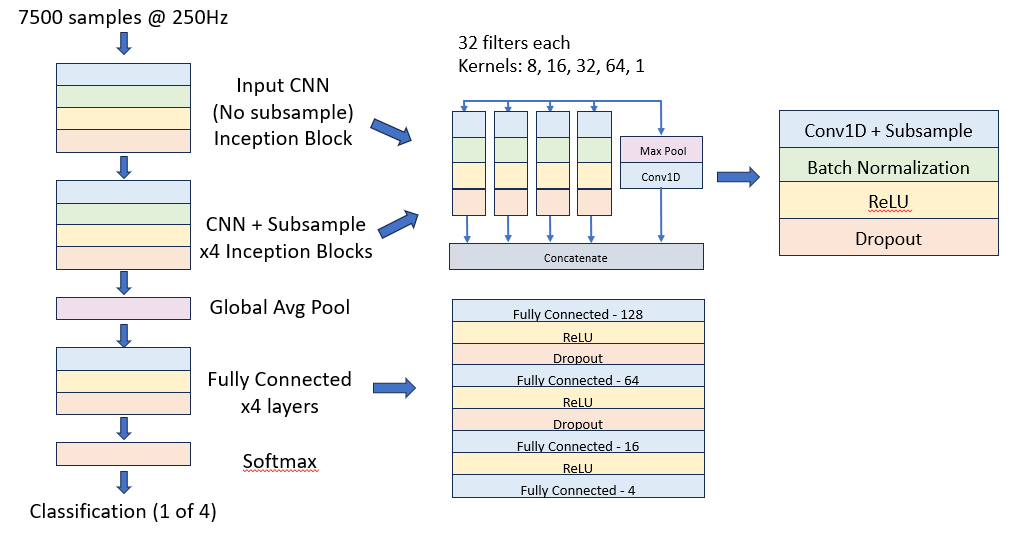 7500 samples @ 250Hz
Input CNN
(No subsample)
Inception Block
CNN + Subsample
x4 Inception Blocks
Global Avg Pool
Fully Connected
x4 layers
Softmax
Classification (1 of 4)
32 filters each
Kernels: 8, 16, 32, 64, 1
Max Pool
Conv1D
Concatenate
Fully Connected - 128
ReLU
Dropout
Fully Connected - 64
ReLU
Dropout
Fully Connected - 16
ReLU
Fully Connected - 4
Conv1D + Subsample
Batch Normalization
ReLU
Dropout